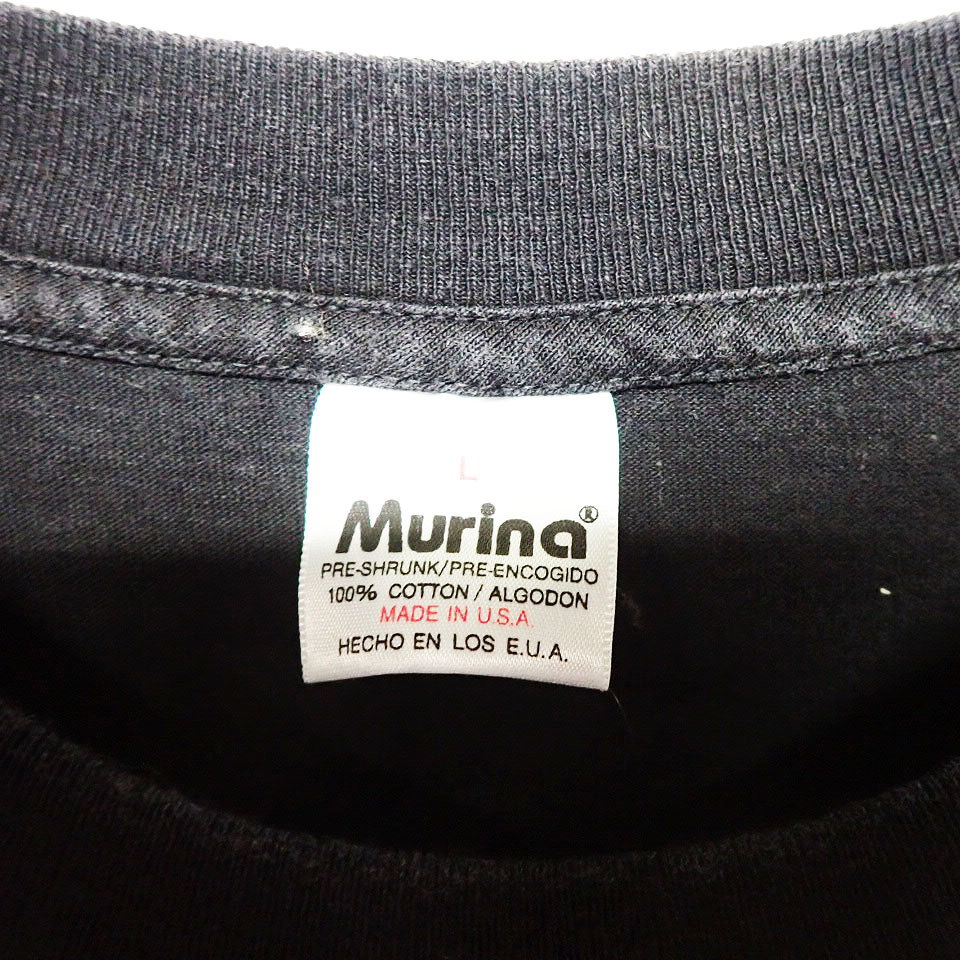 L
Murina®
PRE-SHRUNK/PRE-ENCOGIDO
100% COTTON / ALGODON
MADE IN U.S.A.
HECHO EN LOS E.U.A.